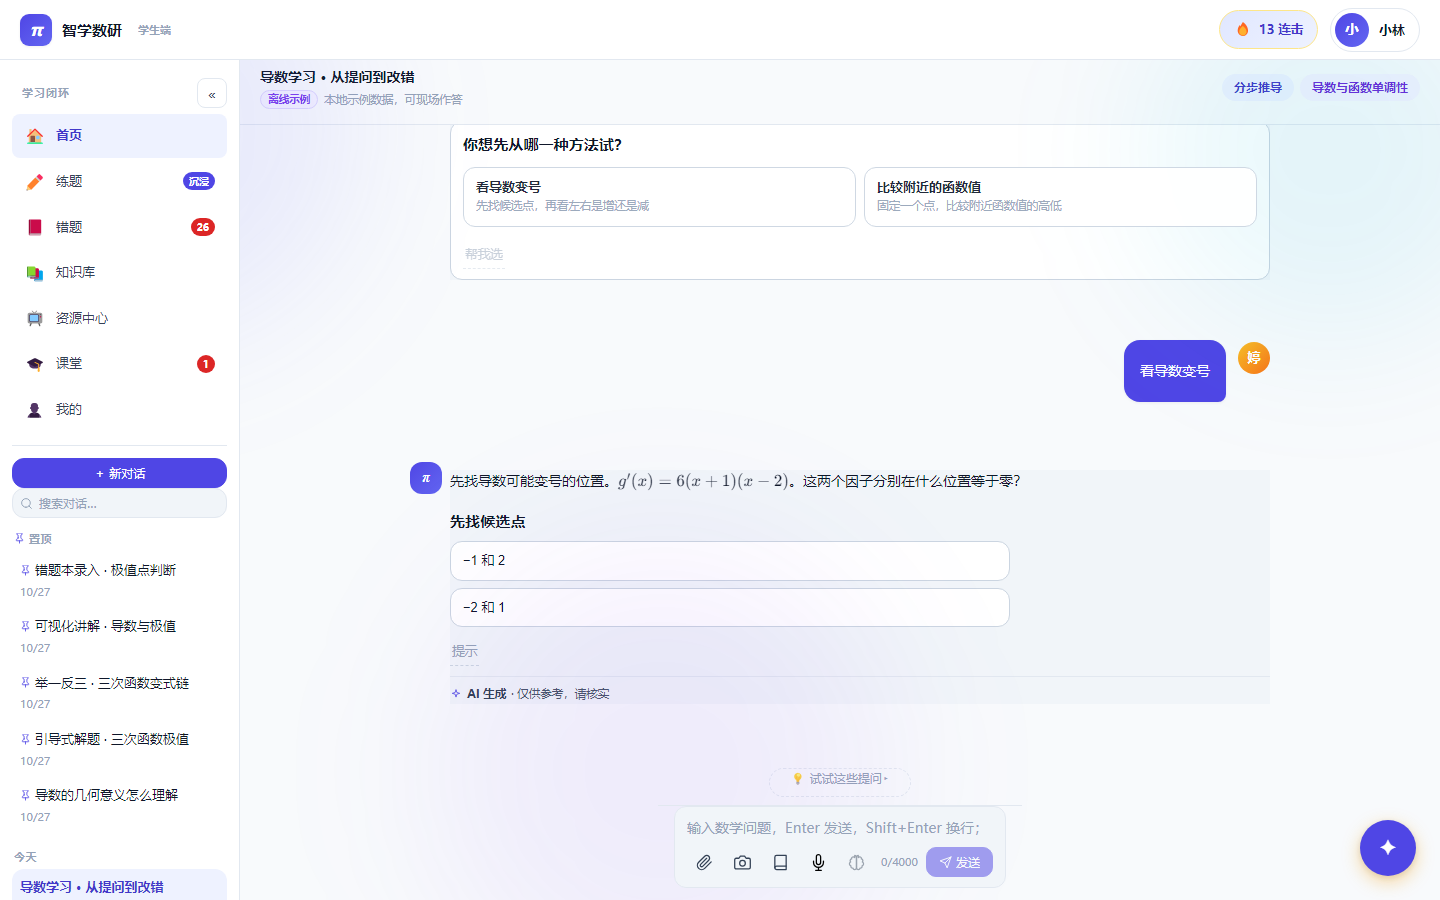 π 智学数研 学生端
13 连击
小 小林
学习闭环 «
首页
练题 沉浸
错题 26
知识库
资源中心
课堂 1
我的
+ 新对话
搜索对话...
置顶
错题本录入 · 极值点判断
10/27
可视化讲解 · 导数与极值
10/27
举一反三 · 三次函数变式链
10/27
引导式解题 · 三次函数极值
10/27
导数的几何意义怎么理解
10/27
今天
导数学习 • 从提问到改错
导数学习 • 从提问到改错
离线示例 本地示例数据，可现场作答
分步推导 导数与函数单调性
你想先从哪一种方法试？
看导数变号
先找候选点，再看左右是增还是减
比较附近的函数值
固定一个点，比较附近函数值的高低
帮我选
看导数变号
婷
π
先找导数可能变号的位置。g′(x) = 6(x + 1)(x − 2)。这两个因子分别在什么位置等于零？
先找候选点
−1 和 2
−2 和 1
提示
AI 生成 · 仅供参考，请核实
试试这些提问
输入数学问题，Enter 发送，Shift+Enter 换行；
0/4000 发送